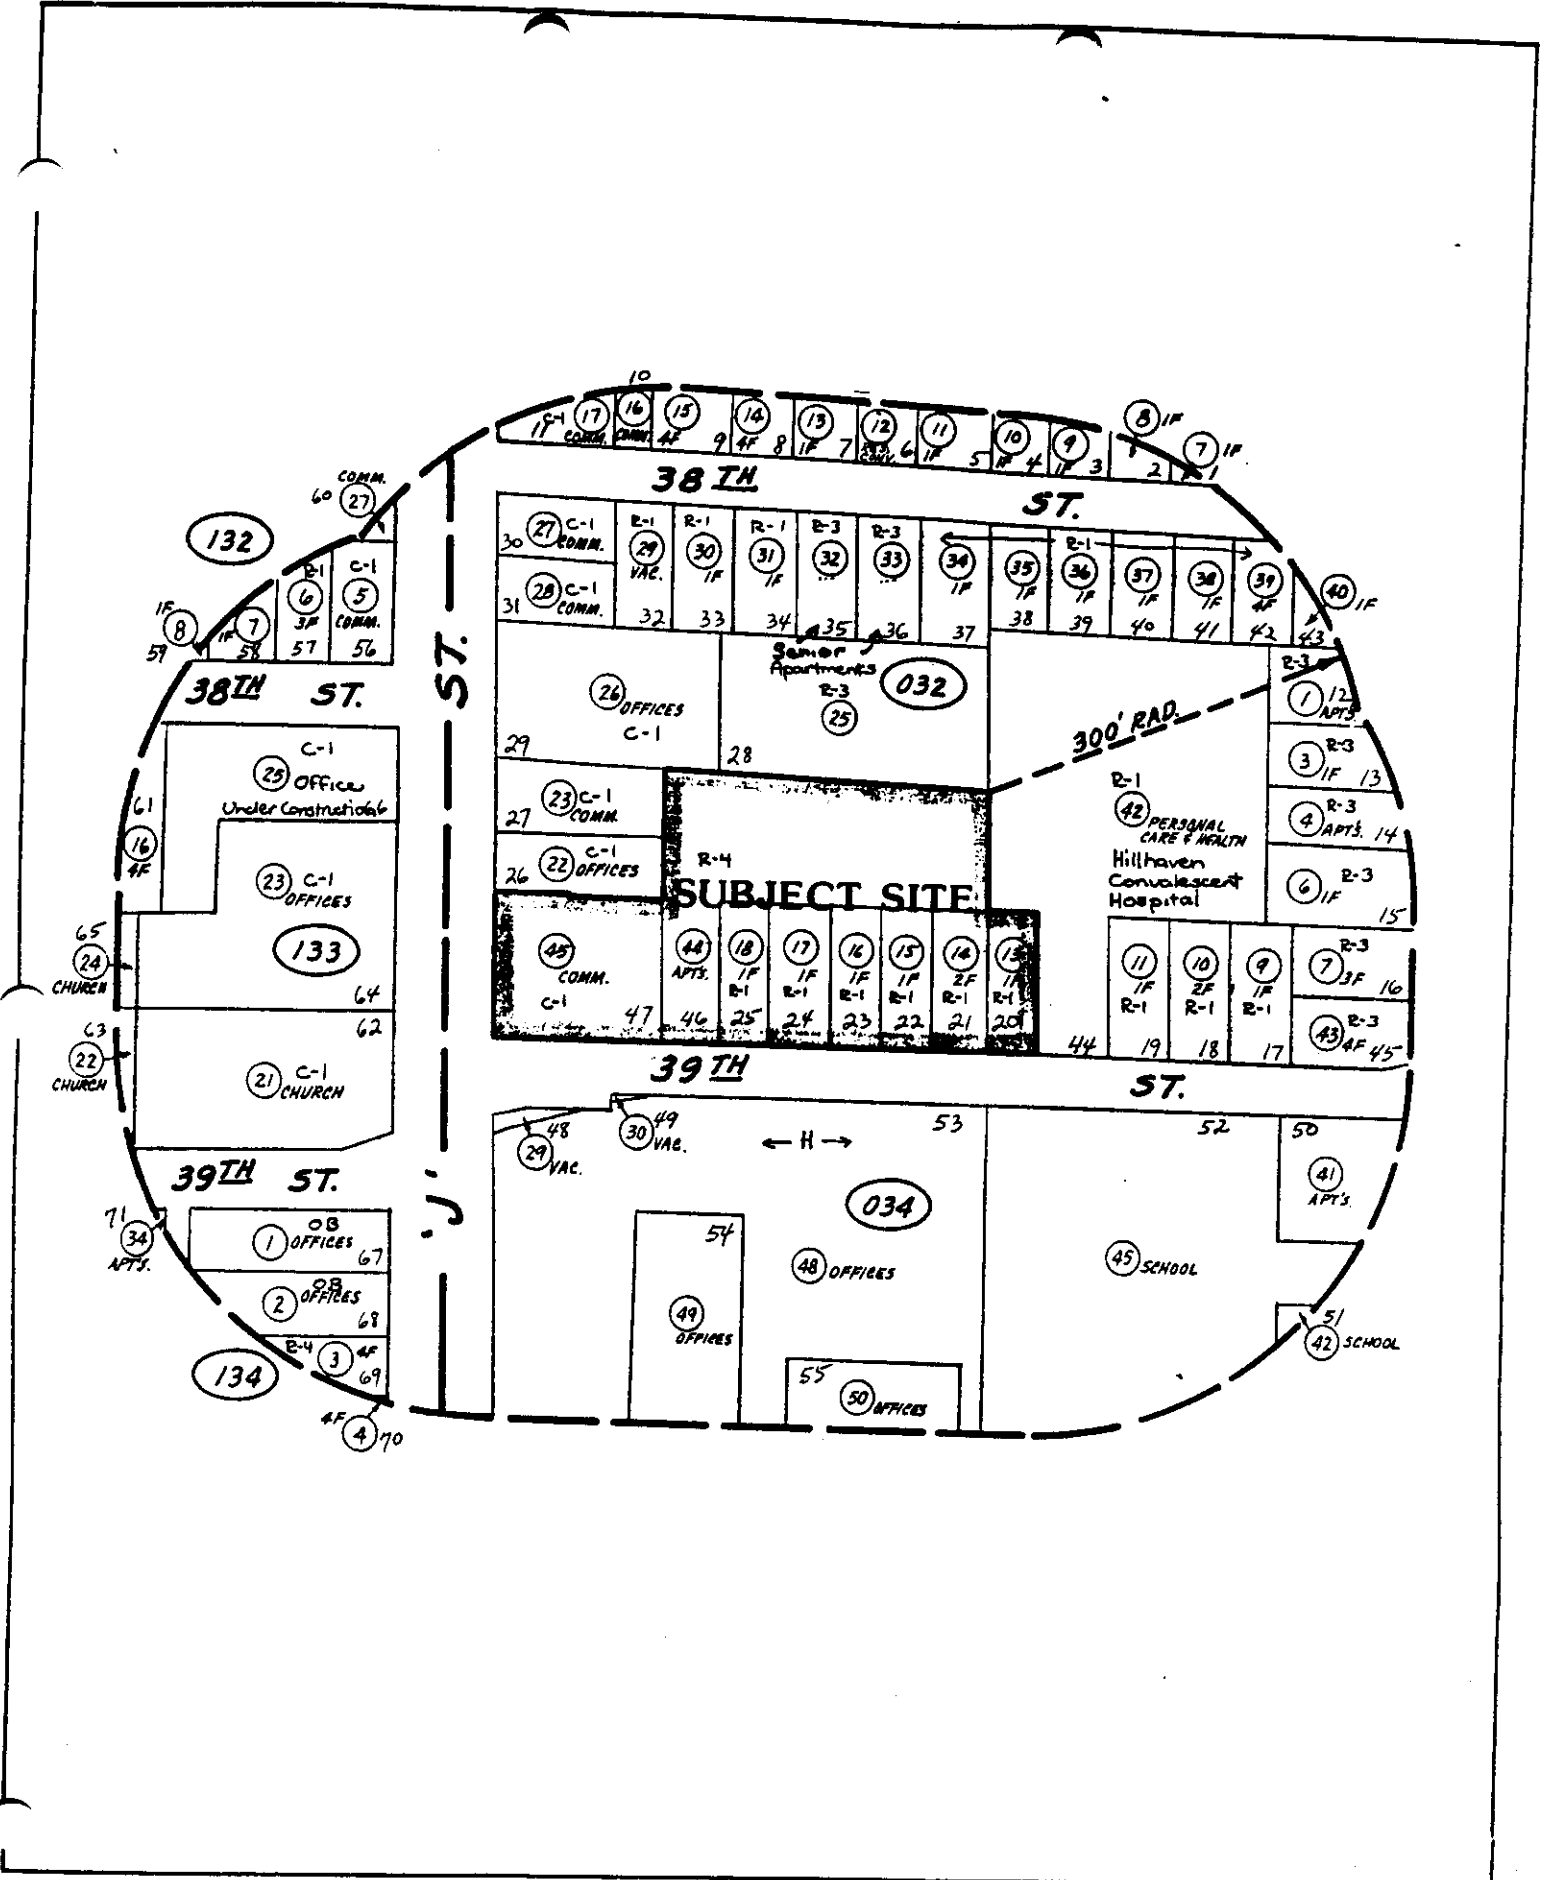 10
C-1 17 COMM. 11
16 COMM.
15 4F 9
14 4F 8
13 1F 7
12 6
11 1F 5
10 1F 4
9 1F 3
8 1F 2
7 1F 1
38TH ST.
COMM.
60 27
132
R-1 6 3F 57
C-1 5 COMM. 56
1F 8 59
1F 7 58
38TH ST.
30 27 C-1 COMM.
31 28 C-1 COMM.
R-1 29 VAC. 32
R-1 30 1F 33
R-1 31 1F 34
R-3 32 ... 35
R-3 33 ... 36
34 1F 37
35 1F 38
R-1 36 1F 39
37 1F 40
38 1F 41
39 4F 42
40 1F 43
Senior
Apartments
R-3
25
28
032
26 OFFICES
C-1
29
'J' ST.
300' RAD.
R-3
1 12
APTS.
3 R-3
1F 13
4 R-3
APTS. 14
6 R-3
1F 15
7 R-3
3F 16
43 R-3
4F 45
R-1
42 PERSONAL
CARE & HEALTH
Hillhaven
Convalescent
Hospital
C-1
25 Office
Under Construction 66
61
16
4F
23 C-1
OFFICES
133
64
65
24
CHURCH
63
22
CHURCH
62
21 C-1
CHURCH
23 C-1
27 COMM.
22 C-1
26 OFFICES
R-4
SUBJECT SITE
45
COMM.
C-1 47
44 APTS. 46
18 1F R-1 25
17 1F R-1 24
16 1F R-1 23
15 1F R-1 22
14 2F R-1 21
13 1F R-1 20
44
11 1F R-1 19
10 2F R-1 18
9 1F R-1 17
39TH ST.
39TH ST.
48
29 VAC.
49
30 VAC.
H
53
52
50
41
APT'S.
034
71
34
APT'S.
OB
1 OFFICES
67
OB
2 OFFICES
68
R-4 3 4F
69
134
4F
4 70
54
49
OFFICES
48 OFFICES
55
50 OFFICES
45 SCHOOL
51
42 SCHOOL